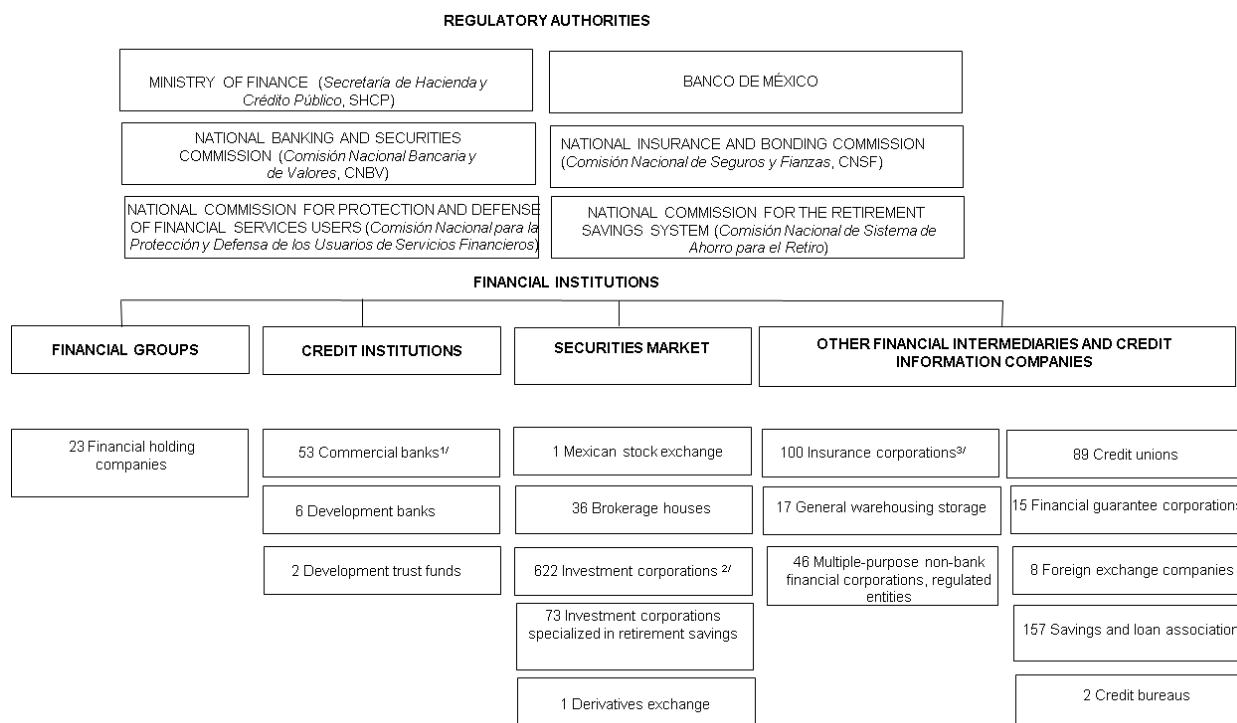 REGULATORY AUTHORITIES
MINISTRY OF FINANCE (Secretaría de Hacienda y
Crédito Público, SHCP)
BANCO DE MÉXICO
NATIONAL BANKING AND SECURITIES
COMMISSION (Comisión Nacional Bancaria y
de Valores, CNBV)
NATIONAL INSURANCE AND BONDING COMMISSION
(Comisión Nacional de Seguros y Fianzas, CNSF)
NATIONAL COMMISSION FOR PROTECTION AND DEFENSE
OF FINANCIAL SERVICES USERS (Comisión Nacional para la
Protección y Defensa de los Usuarios de Servicios Financieros)
NATIONAL COMMISSION FOR THE RETIREMENT
SAVINGS SYSTEM (Comisión Nacional de Sistema de
Ahorro para el Retiro)
FINANCIAL INSTITUTIONS
FINANCIAL GROUPS
CREDIT INSTITUTIONS
SECURITIES MARKET
OTHER FINANCIAL INTERMEDIARIES AND CREDIT
INFORMATION COMPANIES
23 Financial holding
companies
53 Commercial banks1/
6 Development banks
2 Development trust funds
1 Mexican stock exchange
36 Brokerage houses
622 Investment corporations 2/
73 Investment corporations
specialized in retirement savings
1 Derivatives exchange
100 Insurance corporations3/
17 General warehousing storage
46 Multiple-purpose non-bank
financial corporations, regulated
entities
89 Credit unions
15 Financial guarantee corporations
8 Foreign exchange companies
157 Savings and loan association
2 Credit bureaus